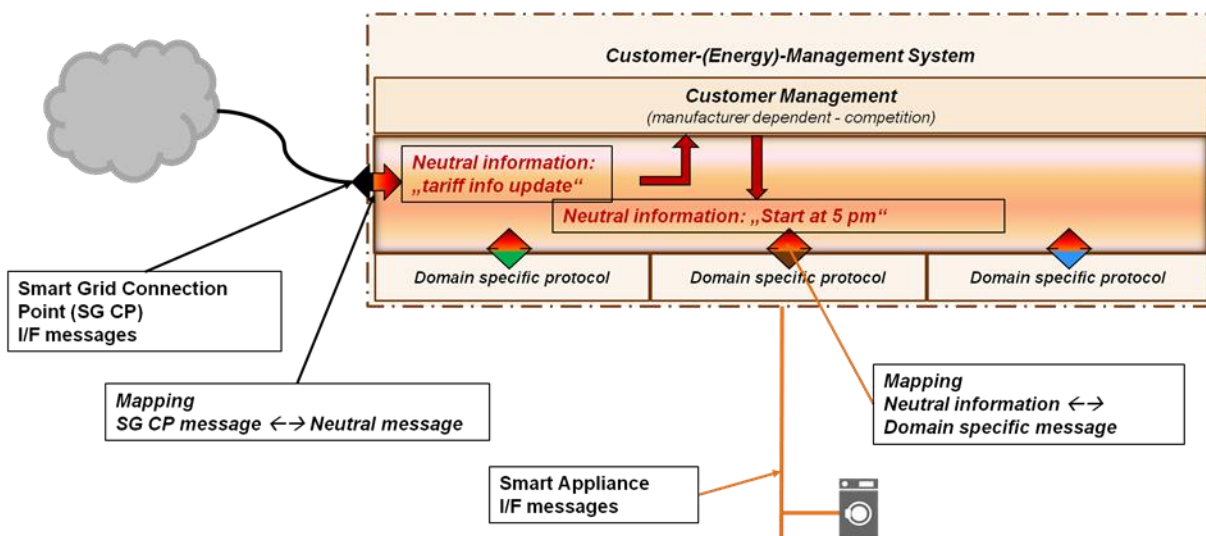 Customer-(Energy)-Management System
Customer Management
(manufacturer dependent - competition)
Neutral information:
„tariff info update“
Neutral information: „Start at 5 pm“
Domain specific protocol
Domain specific protocol
Domain specific protocol
Smart Grid Connection
Point (SG CP)
I/F messages
Mapping
SG CP message ←→ Neutral message
Mapping
Neutral information ←→
Domain specific message
Smart Appliance
I/F messages